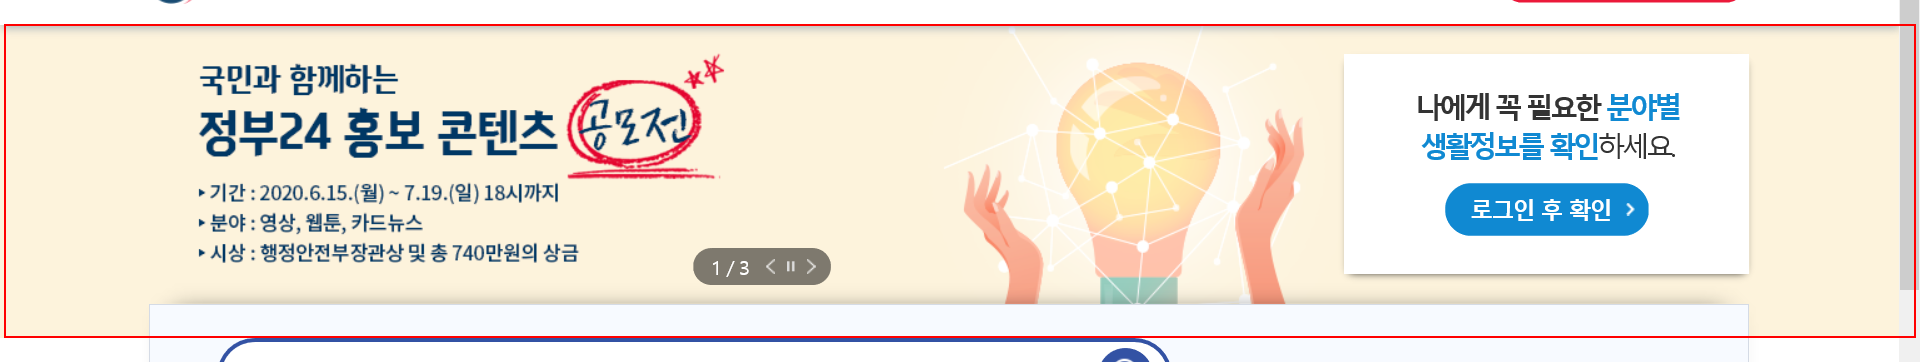 국민과 함께하는
정부24 홍보 콘텐츠 공모전
기간 : 2020.6.15.(월) ~ 7.19.(일) 18시까지
분야 : 영상, 웹툰, 카드뉴스
시상 : 행정안전부장관상 및 총 740만원의 상금
1 / 3
나에게 꼭 필요한 분야별
생활정보를 확인하세요.
로그인 후 확인